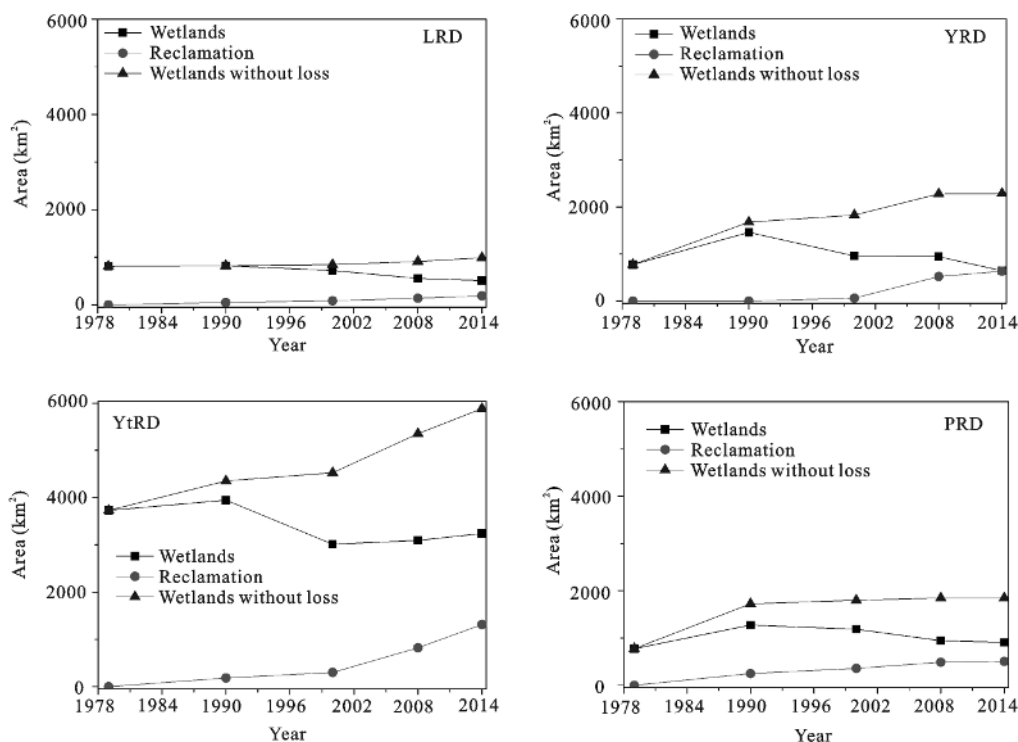 LRD
Wetlands
Reclamation
Wetlands without loss
6000
4000
2000
0
Area (km²)
1978 1984 1990 1996 2002 2008 2014
Year
YRD
Wetlands
Reclamation
Wetlands without loss
6000
4000
2000
0
Area (km²)
1978 1984 1990 1996 2002 2008 2014
Year
YtRD
Wetlands
Reclamation
Wetlands without loss
6000
4000
2000
0
Area (km²)
1978 1984 1990 1996 2002 2008 2014
Year
PRD
Wetlands
Reclamation
Wetlands without loss
6000
4000
2000
0
Area (km²)
1978 1984 1990 1996 2002 2008 2014
Year